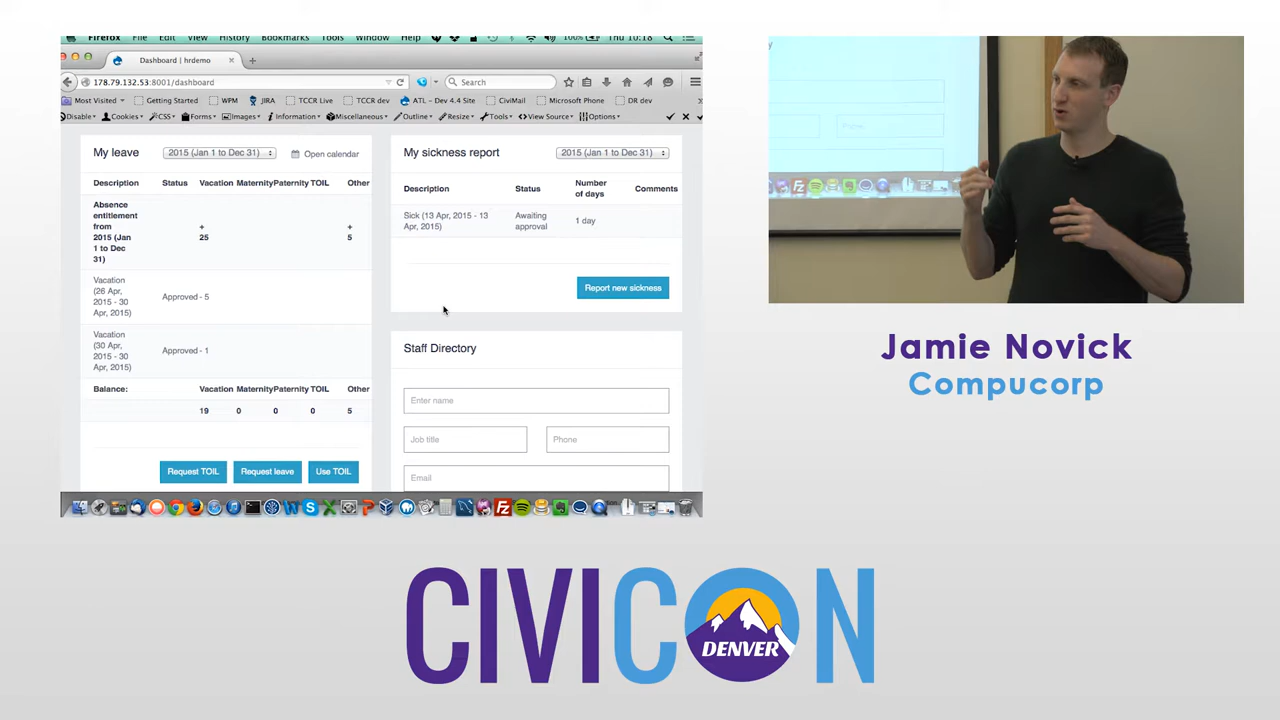 Firefox File Edit View History Bookmarks Tools Window Help 100% Thu 10:18
Dashboard | hrdemo
178.79.132.53:8001/dashboard Search
Most Visited Getting Started WPM JIRA TCCR Live TCCR dev ATL - Dev 4.4 Site CiviMail Microsoft Phone DR dev
Disable Cookies CSS Forms Images Information Miscellaneous Outline Resize Tools View Source Options
My leave 2015 (Jan 1 to Dec 31) Open calendar
Description Status Vacation Maternity Paternity TOIL Other
Absence
entitlement
from
2015 (Jan
1 to Dec
31)
+ +
25 5
Vacation
(26 Apr,
2015 - 30
Apr, 2015)
Approved - 5
Vacation
(30 Apr,
2015 - 30
Apr, 2015)
Approved - 1
Balance: Vacation Maternity Paternity TOIL Other
19 0 0 0 5
Request TOIL Request leave Use TOIL
My sickness report 2015 (Jan 1 to Dec 31)
Description Status Number
of days Comments
Sick (13 Apr, 2015 - 13
Apr, 2015)
Awaiting
approval
1 day
Report new sickness
Staff Directory
Enter name
Job title Phone
Email
Jamie Novick
Compucorp
CIVICON
DENVER